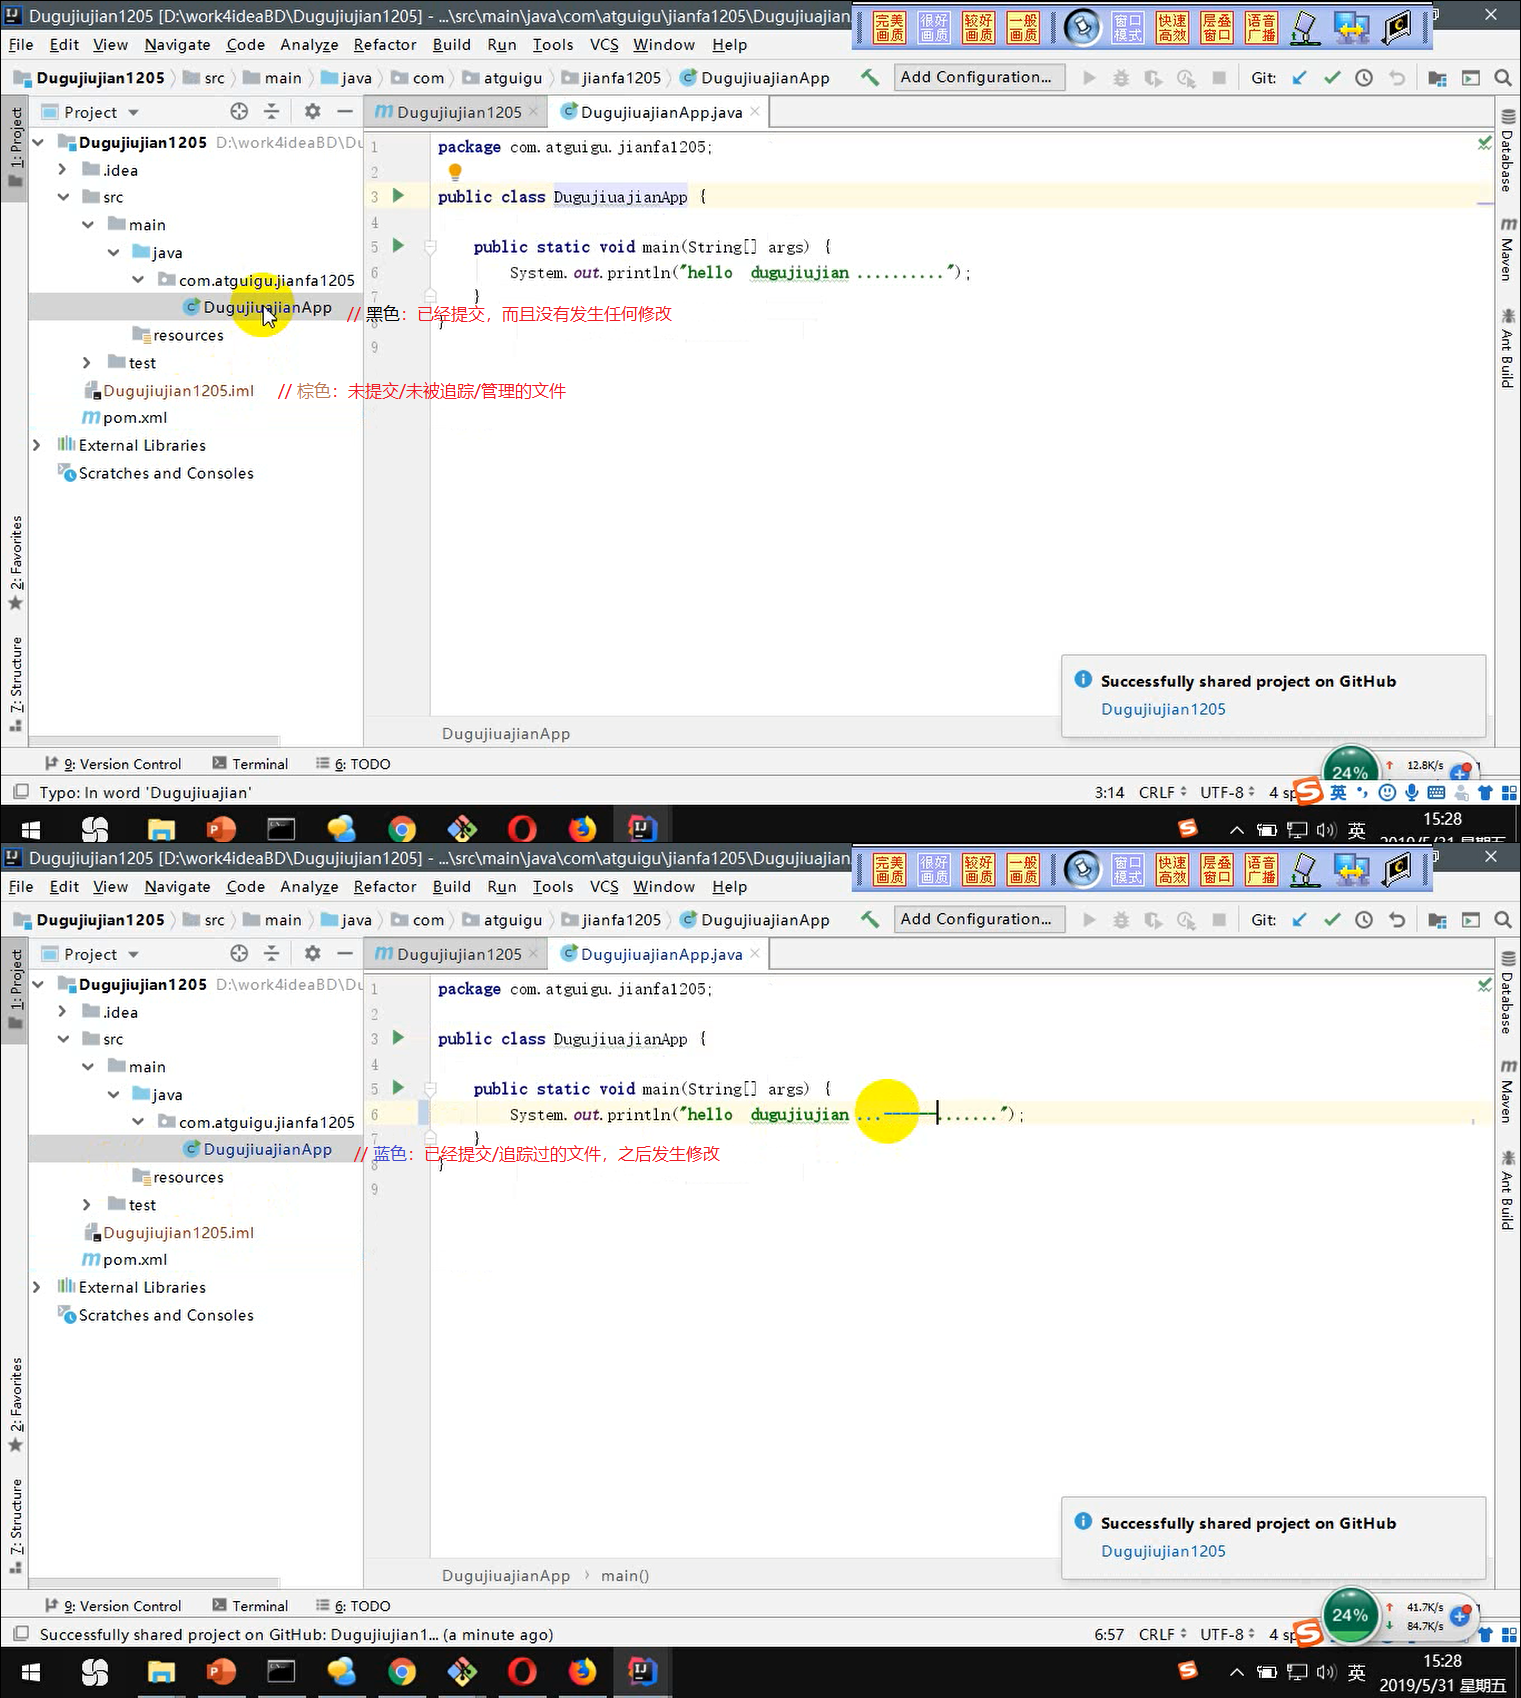 Dugujiujian1205 [D:\work4ideaBD\Dugujiujian1205] - ...\src\main\java\com\atguigu\jianfa1205\Dugujiuajian
完美画质 很好画质 较好画质 一般画质 窗口模式 快速高效 层叠窗口 语音广播
File Edit View Navigate Code Analyze Refactor Build Run Tools VCS Window Help
Dugujiujian1205 src main java com atguigu jianfa1205 DugujiuajianApp Add Configuration... Git:
1: Project
Project
Dugujiujian1205 DugujiuajianApp.java
Dugujiujian1205 D:\work4ideaBD\Du
.idea
src
main
java
com.atguigu.jianfa1205
DugujiuajianApp // 黑色：已经提交，而且没有发生任何修改
resources
test
Dugujiujian1205.iml // 棕色：未提交/未被追踪/管理的文件
pom.xml
External Libraries
Scratches and Consoles
1 package com.atguigu.jianfa1205;
2
3 public class DugujiuajianApp {
4
5 public static void main(String[] args) {
6 System.out.println("hello  dugujiujian ..........");
7 }
8 }
9
Database
Maven
Ant Build
2: Favorites
7: Structure
Successfully shared project on GitHub
Dugujiujian1205
DugujiuajianApp
9: Version Control Terminal 6: TODO
24% 12.8K/s
Typo: In word 'Dugujiuajian' 3:14 CRLF UTF-8 4 sp 英
英 15:28
Dugujiujian1205 [D:\work4ideaBD\Dugujiujian1205] - ...\src\main\java\com\atguigu\jianfa1205\Dugujiuajian
完美画质 很好画质 较好画质 一般画质 窗口模式 快速高效 层叠窗口 语音广播
File Edit View Navigate Code Analyze Refactor Build Run Tools VCS Window Help
Dugujiujian1205 src main java com atguigu jianfa1205 DugujiuajianApp Add Configuration... Git:
1: Project
Project
Dugujiujian1205 DugujiuajianApp.java
Dugujiujian1205 D:\work4ideaBD\Du
.idea
src
main
java
com.atguigu.jianfa1205
DugujiuajianApp // 蓝色：已经提交/追踪过的文件，之后发生修改
resources
test
Dugujiujian1205.iml
pom.xml
External Libraries
Scratches and Consoles
1 package com.atguigu.jianfa1205;
2
3 public class DugujiuajianApp {
4
5 public static void main(String[] args) {
6 System.out.println("hello  dugujiujian ...------.......");
7 }
8 }
9
Database
Maven
Ant Build
2: Favorites
7: Structure
Successfully shared project on GitHub
Dugujiujian1205
DugujiuajianApp › main()
9: Version Control Terminal 6: TODO
24% 41.7K/s
84.7K/s
Successfully shared project on GitHub: Dugujiujian1... (a minute ago) 6:57 CRLF UTF-8 4 sp
英 15:28
2019/5/31 星期五